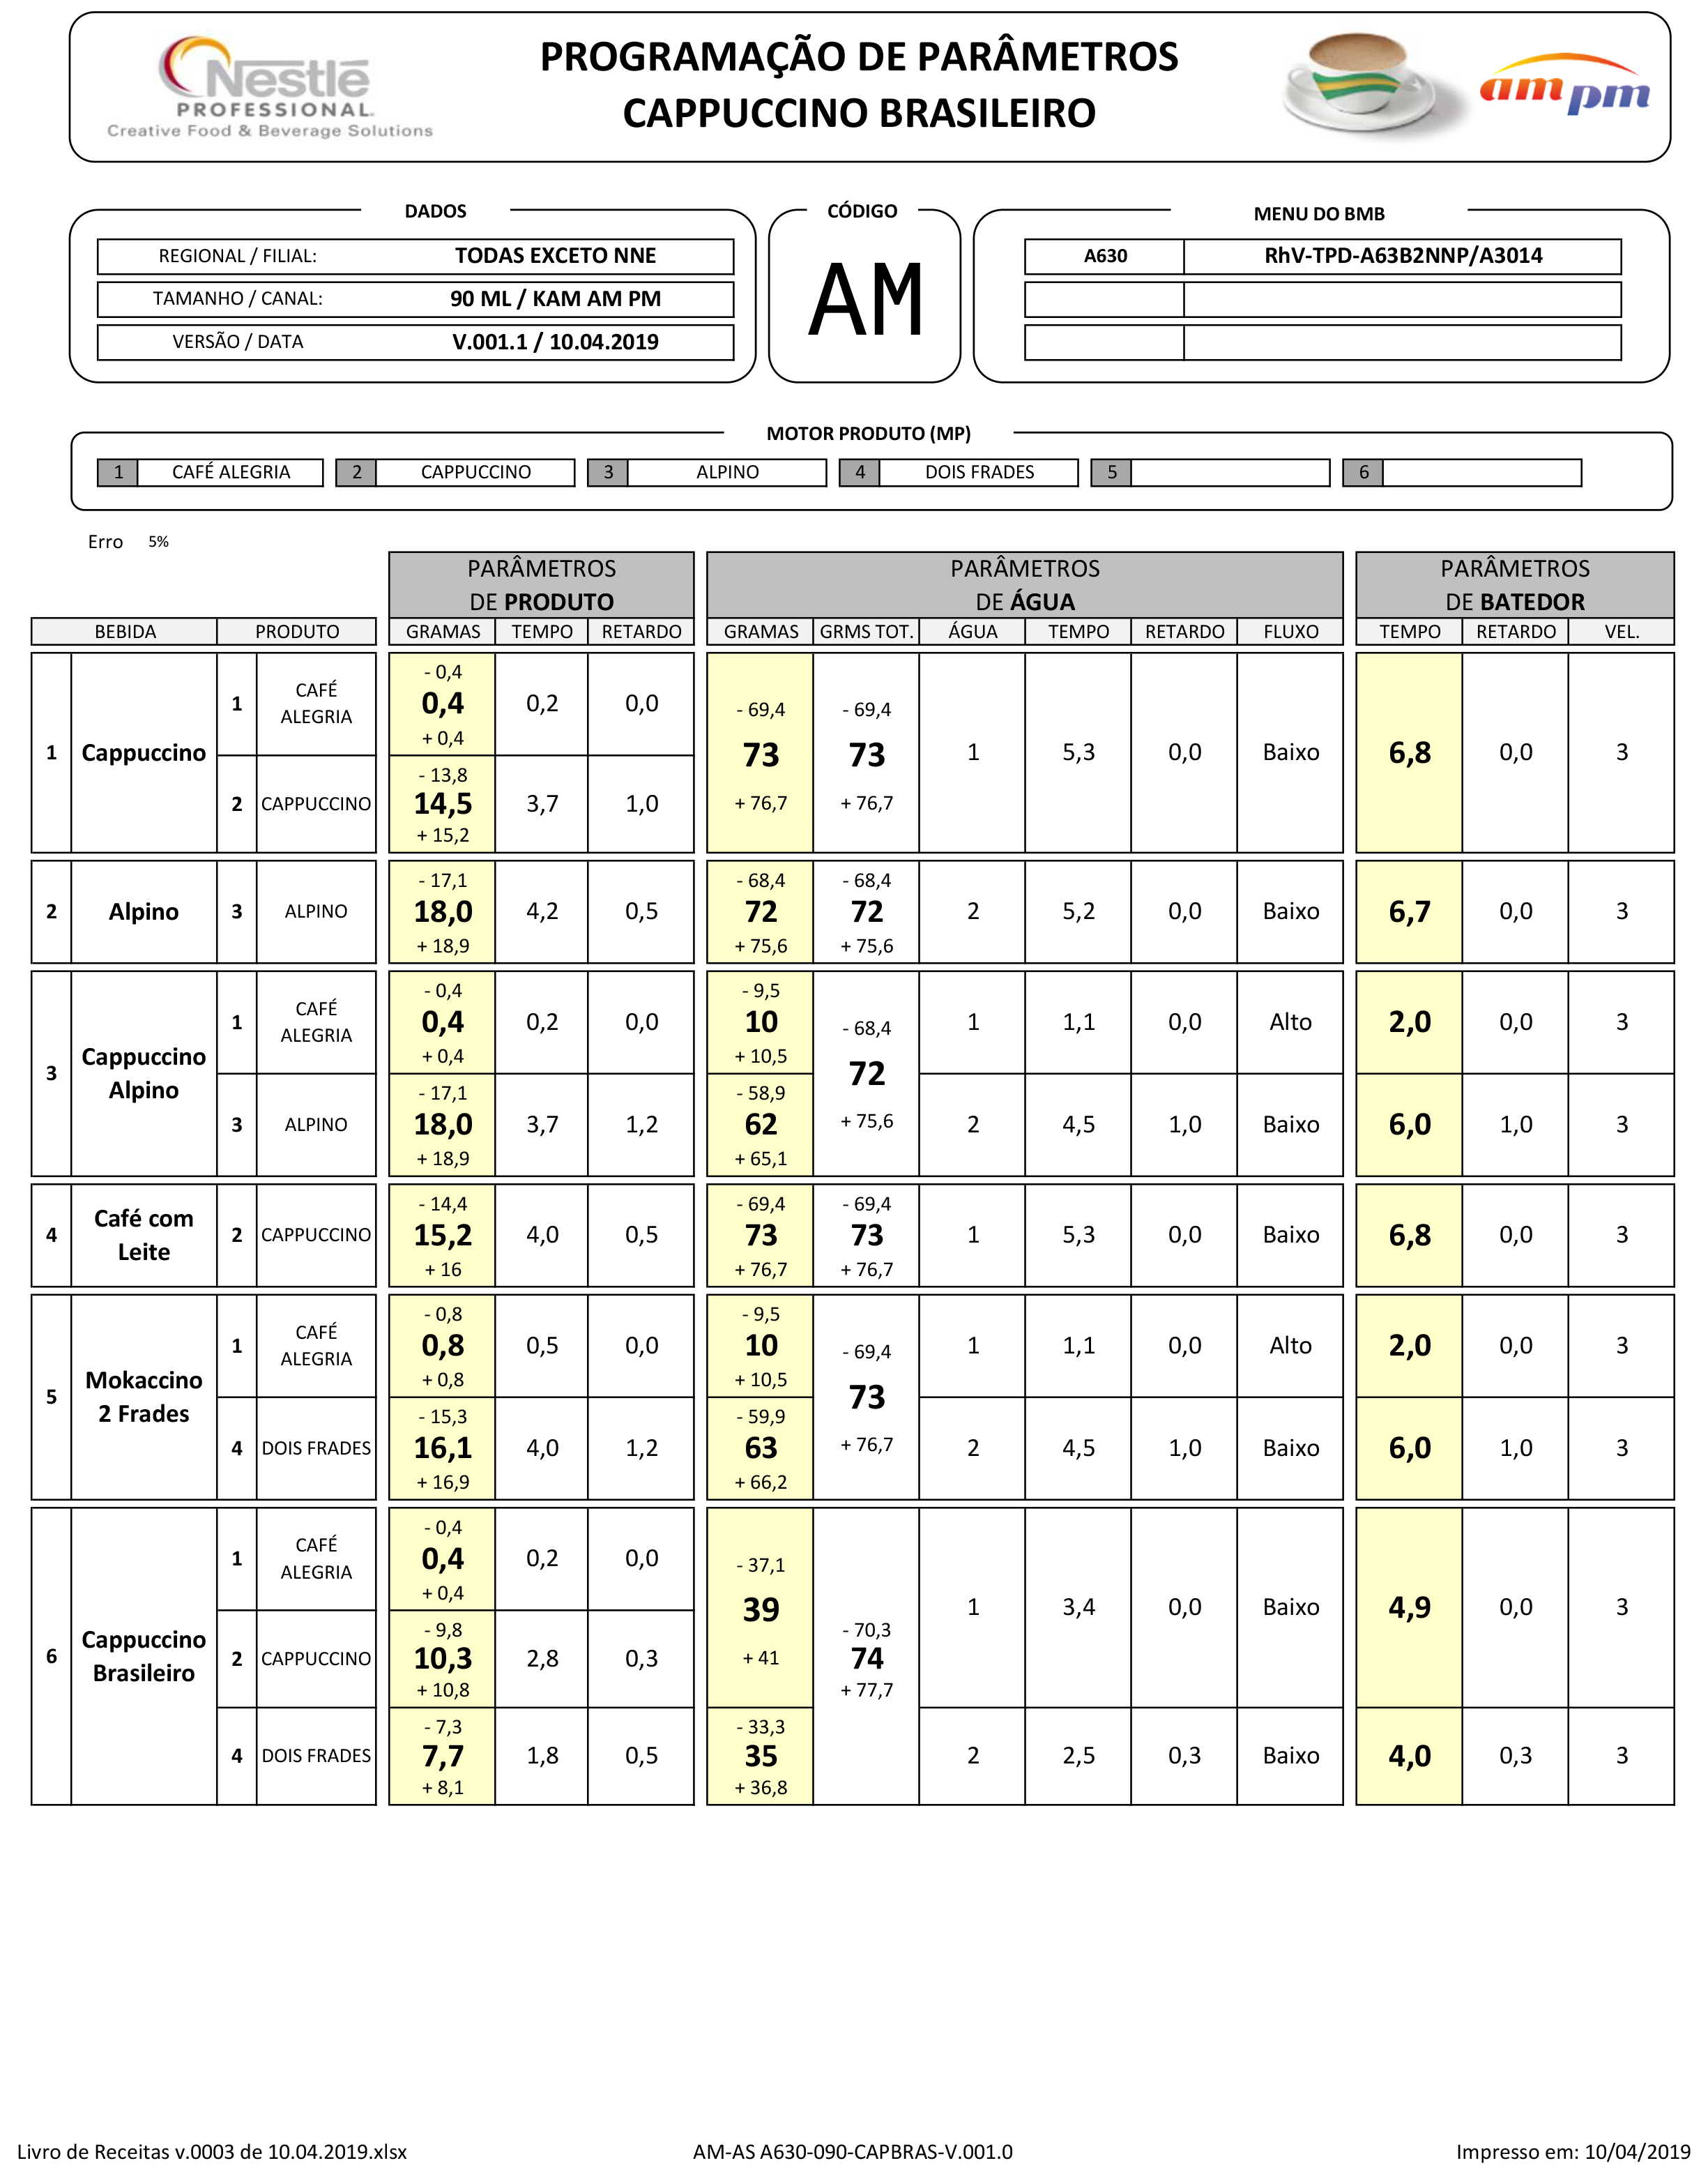 Nestlé
PROFESSIONAL.
Creative Food & Beverage Solutions
PROGRAMAÇÃO DE PARÂMETROS
CAPPUCCINO BRASILEIRO
am pm
DADOS
REGIONAL / FILIAL: TODAS EXCETO NNE
TAMANHO / CANAL: 90 ML / KAM AM PM
VERSÃO / DATA V.001.1 / 10.04.2019
CÓDIGO
AM
MENU DO BMB
A630 RhV-TPD-A63B2NNP/A3014
MOTOR PRODUTO (MP)
1 CAFÉ ALEGRIA 2 CAPPUCCINO 3 ALPINO 4 DOIS FRADES 5 6
Erro 5%
PARÂMETROS
DE PRODUTO
PARÂMETROS
DE ÁGUA
PARÂMETROS
DE BATEDOR
BEBIDA PRODUTO GRAMAS TEMPO RETARDO GRAMAS GRMS TOT. ÁGUA TEMPO RETARDO FLUXO TEMPO RETARDO VEL.
1 Cappuccino
1 CAFÉ
ALEGRIA
- 0,4
0,4 0,2 0,0
+ 0,4
2 CAPPUCCINO
- 13,8
14,5 3,7 1,0
+ 15,2
- 69,4 - 69,4
73 73 1 5,3 0,0 Baixo 6,8 0,0 3
+ 76,7 + 76,7
2 Alpino 3 ALPINO
- 17,1 - 68,4 - 68,4
18,0 4,2 0,5 72 72 2 5,2 0,0 Baixo 6,7 0,0 3
+ 18,9 + 75,6 + 75,6
3 Cappuccino
Alpino
1 CAFÉ
ALEGRIA
- 0,4 - 9,5
0,4 0,2 0,0 10 1 1,1 0,0 Alto 2,0 0,0 3
+ 0,4 + 10,5
- 68,4
72
+ 75,6
3 ALPINO
- 17,1 - 58,9
18,0 3,7 1,2 62 2 4,5 1,0 Baixo 6,0 1,0 3
+ 18,9 + 65,1
4 Café com
Leite
2 CAPPUCCINO
- 14,4 - 69,4 - 69,4
15,2 4,0 0,5 73 73 1 5,3 0,0 Baixo 6,8 0,0 3
+ 16 + 76,7 + 76,7
5 Mokaccino
2 Frades
1 CAFÉ
ALEGRIA
- 0,8 - 9,5
0,8 0,5 0,0 10 1 1,1 0,0 Alto 2,0 0,0 3
+ 0,8 + 10,5
- 69,4
73
+ 76,7
4 DOIS FRADES
- 15,3 - 59,9
16,1 4,0 1,2 63 2 4,5 1,0 Baixo 6,0 1,0 3
+ 16,9 + 66,2
6 Cappuccino
Brasileiro
1 CAFÉ
ALEGRIA
- 0,4
0,4 0,2 0,0
+ 0,4
2 CAPPUCCINO
- 9,8
10,3 2,8 0,3
+ 10,8
- 37,1
39 1 3,4 0,0 Baixo 4,9 0,0 3
+ 41
- 70,3
74
+ 77,7
4 DOIS FRADES
- 7,3 - 33,3
7,7 1,8 0,5 35 2 2,5 0,3 Baixo 4,0 0,3 3
+ 8,1 + 36,8
Livro de Receitas v.0003 de 10.04.2019.xlsx AM-AS A630-090-CAPBRAS-V.001.0 Impresso em: 10/04/2019